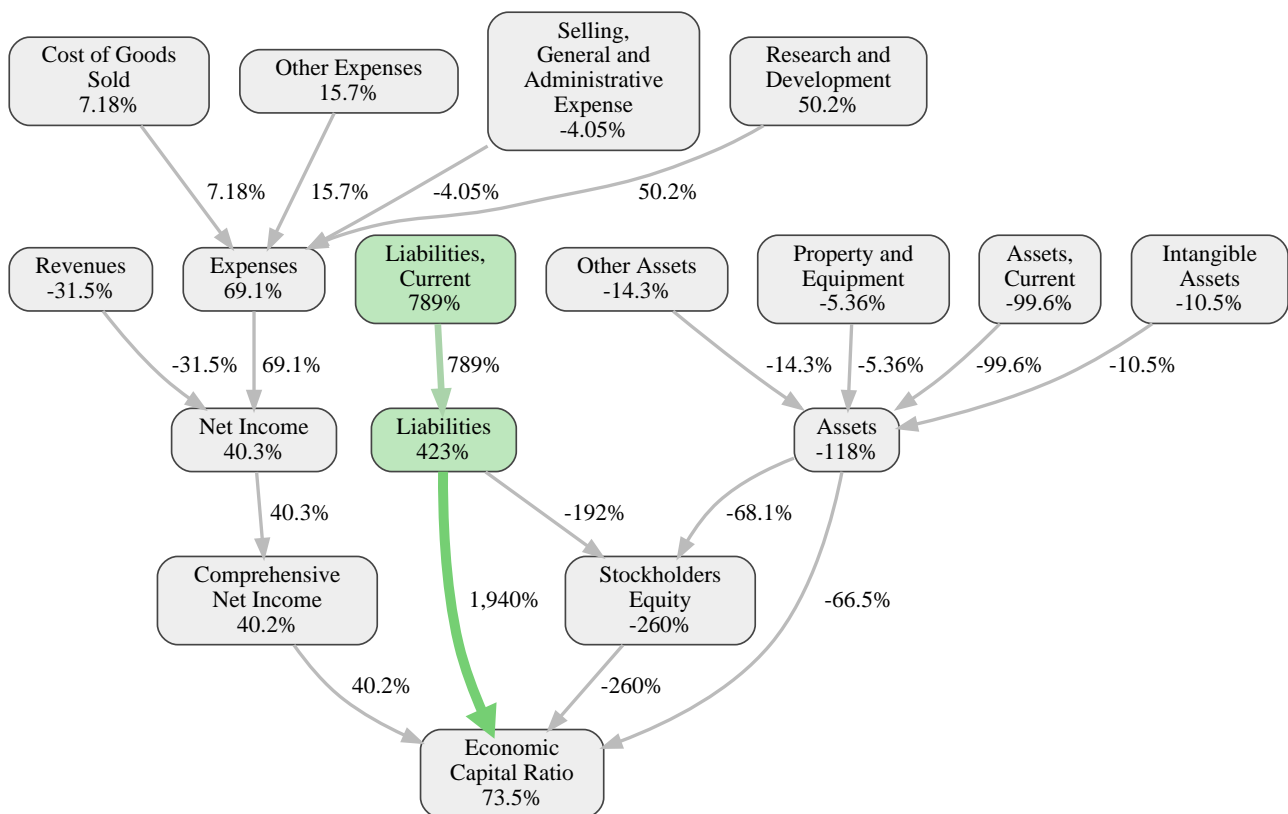 Cost of Goods
Sold
7.18%
Other Expenses
15.7%
Selling,
General and
Administrative
Expense
-4.05%
Research and
Development
50.2%
7.18%
15.7%
-4.05%
50.2%
Revenues
-31.5%
Expenses
69.1%
Liabilities,
Current
789%
Other Assets
-14.3%
Property and
Equipment
-5.36%
Assets,
Current
-99.6%
Intangible
Assets
-10.5%
-31.5%
69.1%
789%
-14.3%
-5.36%
-99.6%
-10.5%
Net Income
40.3%
Liabilities
423%
Assets
-118%
40.3%
-192%
-68.1%
Comprehensive
Net Income
40.2%
1,940%
Stockholders
Equity
-260%
-66.5%
40.2%
-260%
Economic
Capital Ratio
73.5%